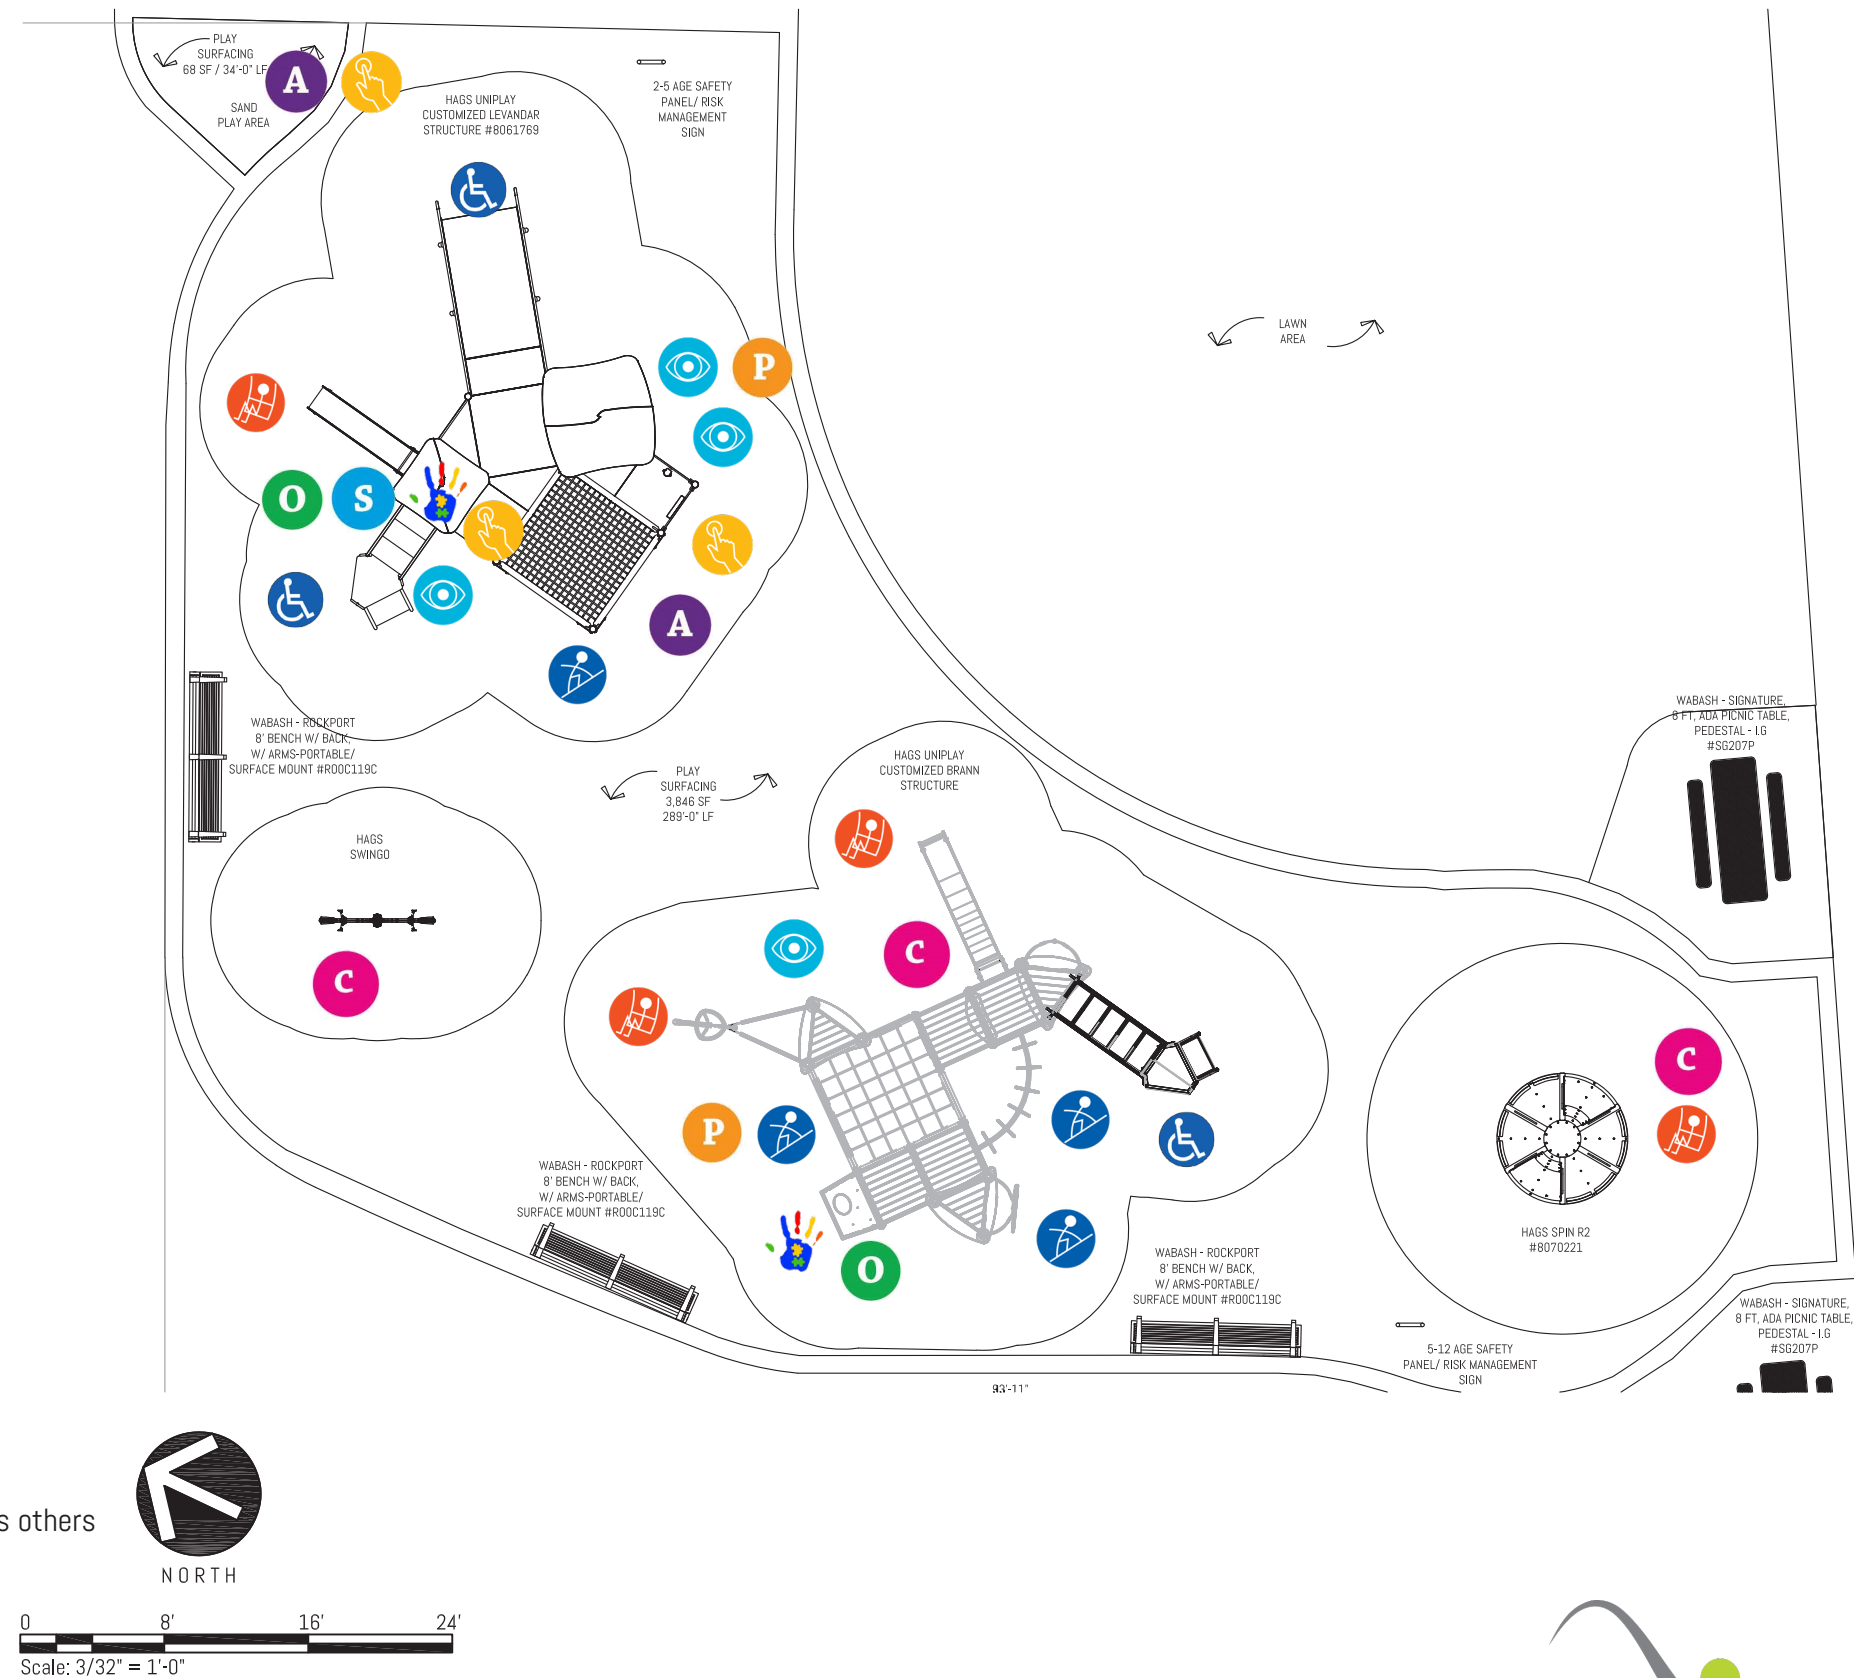 PLAY
SURFACING
68 SF / 34'-0" LF
SAND
PLAY AREA
A
HAGS UNIPLAY
CUSTOMIZED LEVANDAR
STRUCTURE #8061769
2-5 AGE SAFETY
PANEL/ RISK
MANAGEMENT
SIGN
LAWN
AREA
P
O
S
A
WABASH - ROCKPORT
8' BENCH W/ BACK,
W/ ARMS-PORTABLE/
SURFACE MOUNT #R00C119C
PLAY
SURFACING
3,846 SF
289'-0" LF
HAGS UNIPLAY
CUSTOMIZED BRANN
STRUCTURE
WABASH - SIGNATURE,
8 FT, ADA PICNIC TABLE,
PEDESTAL - I.G
#SG207P
HAGS
SWINGO
C
C
C
P
O
WABASH - ROCKPORT
8' BENCH W/ BACK,
W/ ARMS-PORTABLE/
SURFACE MOUNT #R00C119C
HAGS SPIN R2
#8070221
WABASH - ROCKPORT
8' BENCH W/ BACK,
W/ ARMS-PORTABLE/
SURFACE MOUNT #R00C119C
WABASH - SIGNATURE,
8 FT, ADA PICNIC TABLE,
PEDESTAL - I.G
#SG207P
5-12 AGE SAFETY
PANEL/ RISK MANAGEMENT
SIGN
93'-11"
s others
NORTH
0 8' 16' 24'
Scale: 3/32" = 1'-0"